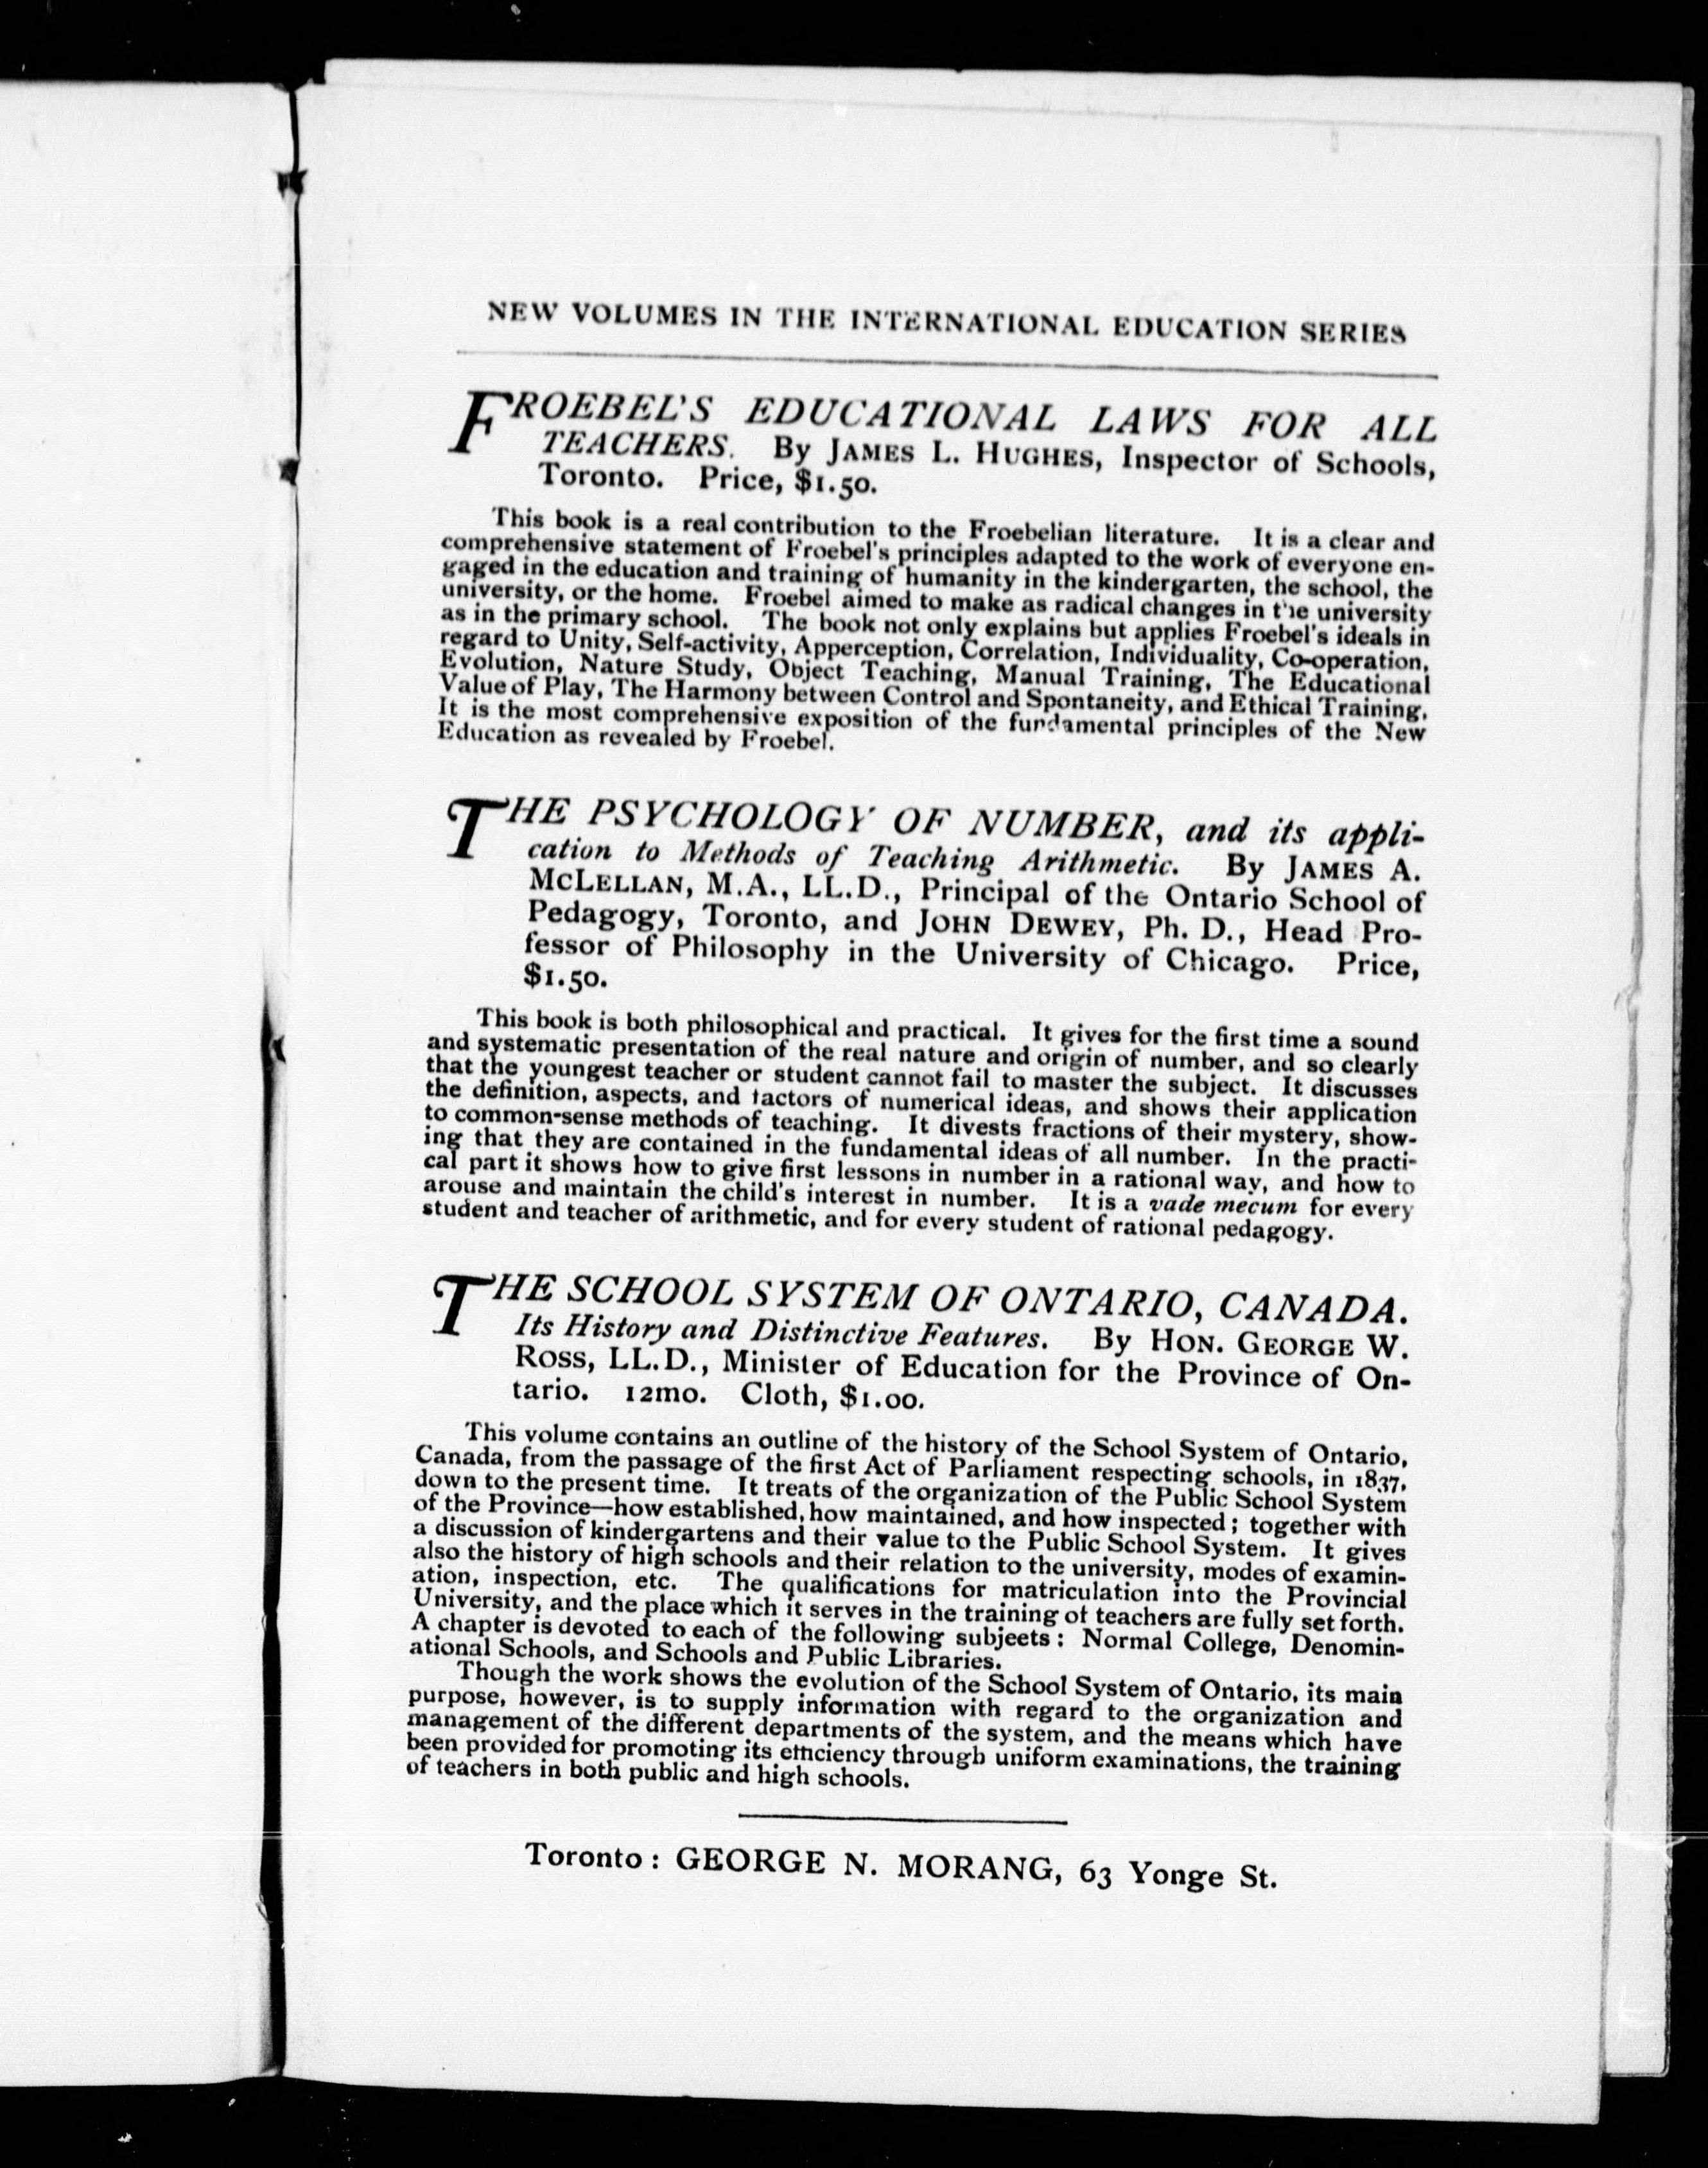 NEW VOLUMES IN THE INTERNATIONAL EDUCATION SERIES
FROEBEL'S EDUCATIONAL LAWS FOR ALL
TEACHERS. By JAMES L. HUGHES, Inspector of Schools,
Toronto. Price, $1.50.
This book is a real contribution to the Froebelian literature. It is a clear and
comprehensive statement of Froebel's principles adapted to the work of everyone en-
gaged in the education and training of humanity in the kindergarten, the school, the
university, or the home. Froebel aimed to make as radical changes in the university
as in the primary school. The book not only explains but applies Froebel's ideals in
regard to Unity, Self-activity, Apperception, Correlation, Individuality, Co-operation,
Evolution, Nature Study, Object Teaching, Manual Training, The Educational
Value of Play, The Harmony between Control and Spontaneity, and Ethical Training.
It is the most comprehensive exposition of the fundamental principles of the New
Education as revealed by Froebel.
THE PSYCHOLOGY OF NUMBER, and its appli-
cation to Methods of Teaching Arithmetic. By JAMES A.
MCLELLAN, M.A., LL.D., Principal of the Ontario School of
Pedagogy, Toronto, and JOHN DEWEY, Ph. D., Head Pro-
fessor of Philosophy in the University of Chicago. Price,
$1.50.
This book is both philosophical and practical. It gives for the first time a sound
and systematic presentation of the real nature and origin of number, and so clearly
that the youngest teacher or student cannot fail to master the subject. It discusses
the definition, aspects, and factors of numerical ideas, and shows their application
to common-sense methods of teaching. It divests fractions of their mystery, show-
ing that they are contained in the fundamental ideas of all number. In the practi-
cal part it shows how to give first lessons in number in a rational way, and how to
arouse and maintain the child's interest in number. It is a vade mecum for every
student and teacher of arithmetic, and for every student of rational pedagogy.
THE SCHOOL SYSTEM OF ONTARIO, CANADA.
Its History and Distinctive Features. By HON. GEORGE W.
ROSS, LL.D., Minister of Education for the Province of On-
tario. 12mo. Cloth, $1.00.
This volume contains an outline of the history of the School System of Ontario,
Canada, from the passage of the first Act of Parliament respecting schools, in 1837,
down to the present time. It treats of the organization of the Public School System
of the Province—how established, how maintained, and how inspected; together with
a discussion of kindergartens and their value to the Public School System. It gives
also the history of high schools and their relation to the university, modes of examin-
ation, inspection, etc. The qualifications for matriculation into the Provincial
University, and the place which it serves in the training of teachers are fully set forth.
A chapter is devoted to each of the following subjeets: Normal College, Denomin-
ational Schools, and Schools and Public Libraries.
Though the work shows the evolution of the School System of Ontario, its main
purpose, however, is to supply information with regard to the organization and
management of the different departments of the system, and the means which have
been provided for promoting its efficiency through uniform examinations, the training
of teachers in both public and high schools.
Toronto: GEORGE N. MORANG, 63 Yonge St.